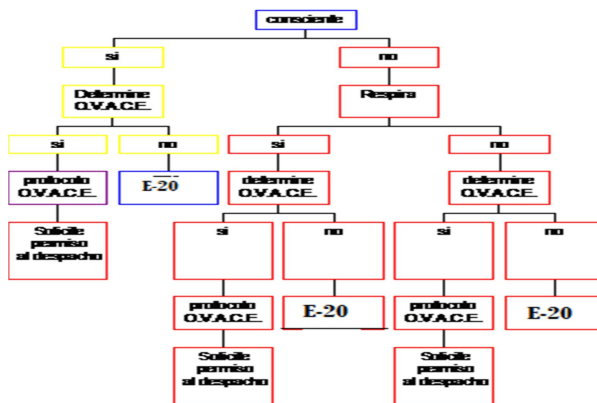 consciente
si
no
Determine
O.V.A.C.E.
Respira
si
no
si
no
protocolo
O.V.A.C.E.
E-20
determine
O.V.A.C.E.
determine
O.V.A.C.E.
Solicite
permiso
al despacho
si
no
si
no
protocolo
O.V.A.C.E.
E-20
protocolo
O.V.A.C.E.
E-20
Solicite
permiso
al despacho
Solicite
permiso
al despacho